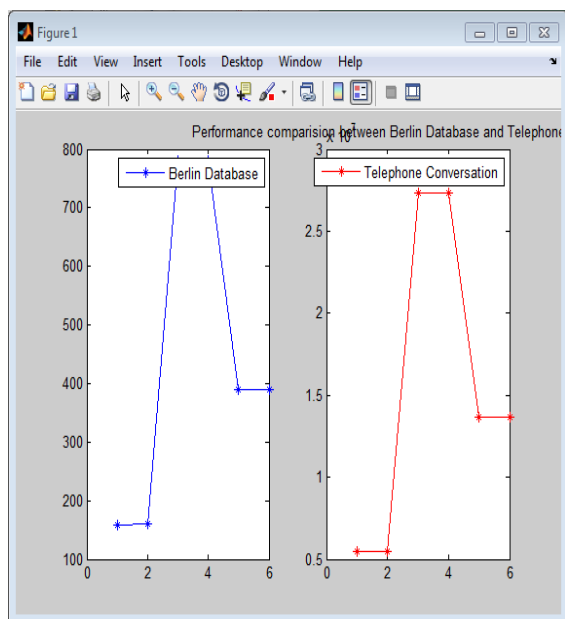 Figure 1
File Edit View Insert Tools Desktop Window Help
Performance comparision between Berlin Database and Telephone
800
700
600
500
400
300
200
100
0 2 4 6
Berlin Database
× 10^7
3
2.5
2
1.5
1
0.5
0 2 4 6
Telephone Conversation